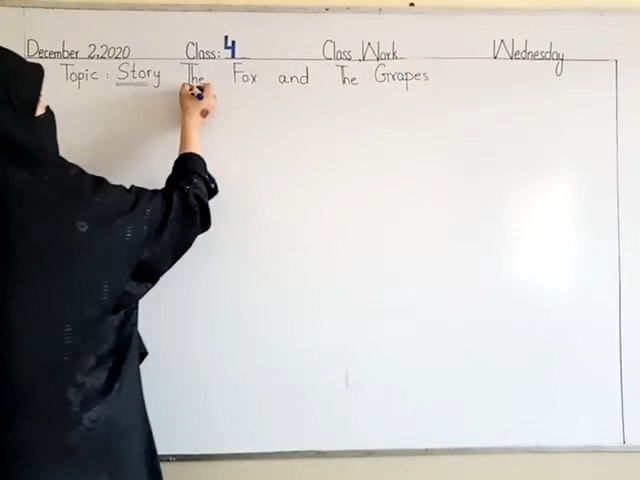 December 2,2020 Class: 4 Class Work Wednesday
Topic : Story The Fox and The Grapes